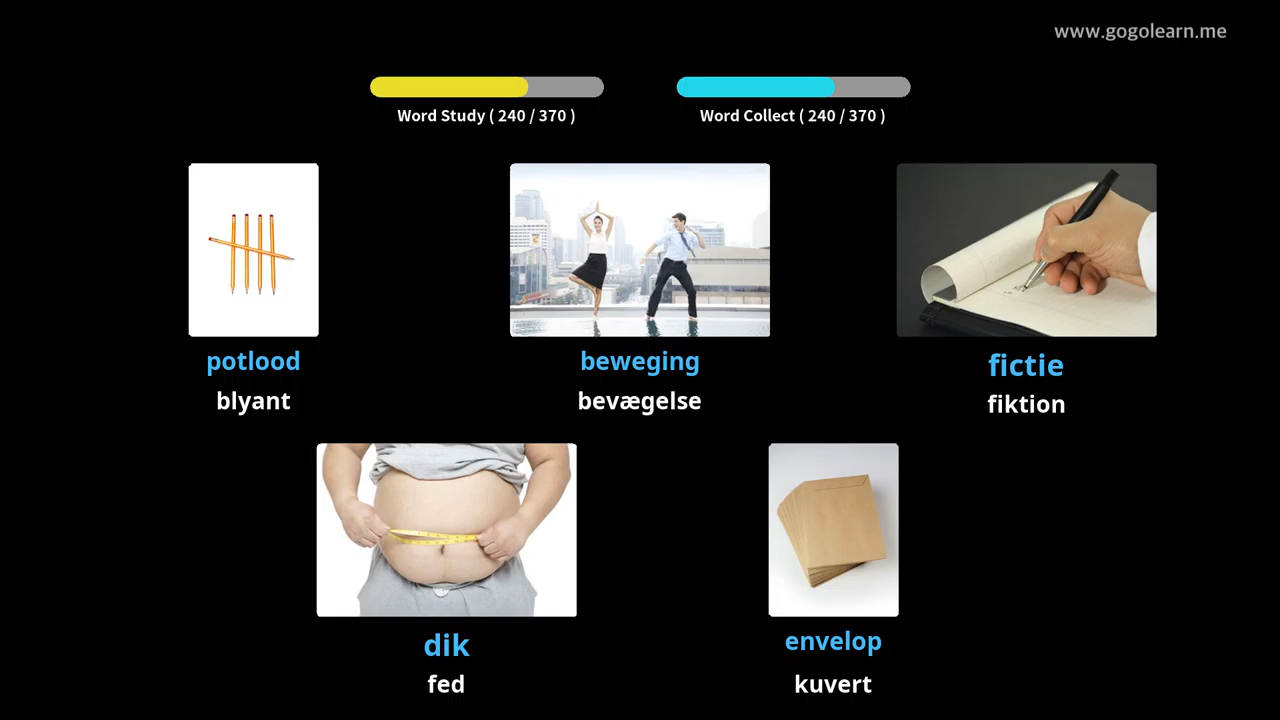 www.gogolearn.me
Word Study ( 240 / 370 )
Word Collect ( 240 / 370 )
potlood
blyant
beweging
bevægelse
fictie
fiktion
dik
fed
envelop
kuvert